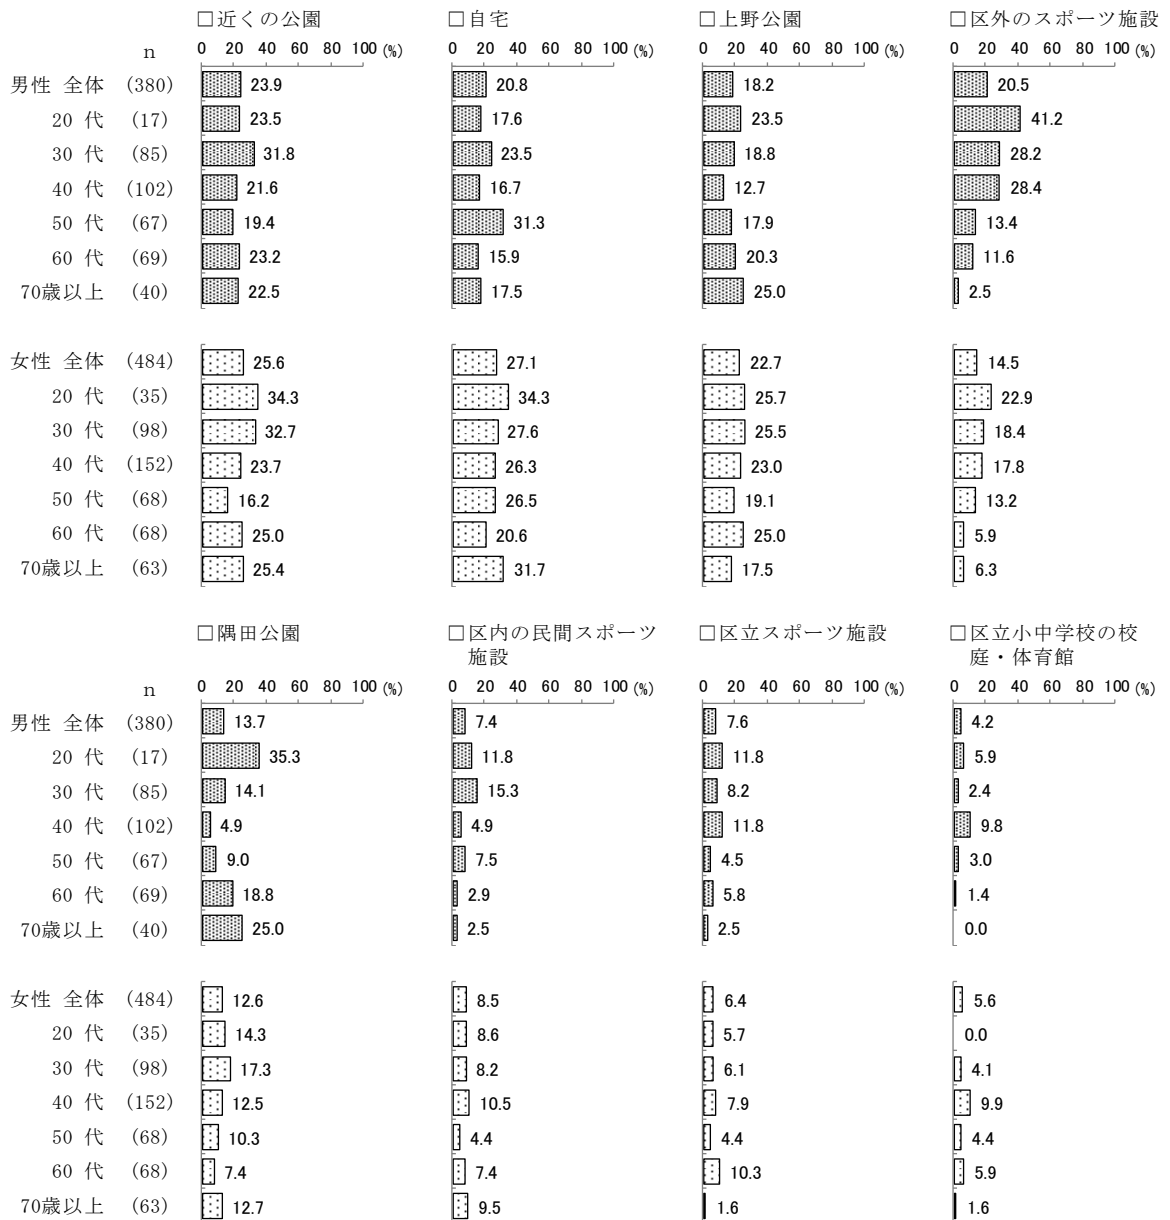 □近くの公園 □自宅 □上野公園 □区外のスポーツ施設
n 0 20 40 60 80 100 (%) 0 20 40 60 80 100 (%) 0 20 40 60 80 100 (%) 0 20 40 60 80 100 (%)
男性 全体 (380) 23.9 20.8 18.2 20.5
20 代 (17) 23.5 17.6 23.5 41.2
30 代 (85) 31.8 23.5 18.8 28.2
40 代 (102) 21.6 16.7 12.7 28.4
50 代 (67) 19.4 31.3 17.9 13.4
60 代 (69) 23.2 15.9 20.3 11.6
70歳以上 (40) 22.5 17.5 25.0 2.5
女性 全体 (484) 25.6 27.1 22.7 14.5
20 代 (35) 34.3 34.3 25.7 22.9
30 代 (98) 32.7 27.6 25.5 18.4
40 代 (152) 23.7 26.3 23.0 17.8
50 代 (68) 16.2 26.5 19.1 13.2
60 代 (68) 25.0 20.6 25.0 5.9
70歳以上 (63) 25.4 31.7 17.5 6.3
□隅田公園 □区内の民間スポーツ □区立スポーツ施設 □区立小中学校の校
施設 庭・体育館
n 0 20 40 60 80 100 (%) 0 20 40 60 80 100 (%) 0 20 40 60 80 100 (%) 0 20 40 60 80 100 (%)
男性 全体 (380) 13.7 7.4 7.6 4.2
20 代 (17) 35.3 11.8 11.8 5.9
30 代 (85) 14.1 15.3 8.2 2.4
40 代 (102) 4.9 4.9 11.8 9.8
50 代 (67) 9.0 7.5 4.5 3.0
60 代 (69) 18.8 2.9 5.8 1.4
70歳以上 (40) 25.0 2.5 2.5 0.0
女性 全体 (484) 12.6 8.5 6.4 5.6
20 代 (35) 14.3 8.6 5.7 0.0
30 代 (98) 17.3 8.2 6.1 4.1
40 代 (152) 12.5 10.5 7.9 9.9
50 代 (68) 10.3 4.4 4.4 4.4
60 代 (68) 7.4 7.4 10.3 5.9
70歳以上 (63) 12.7 9.5 1.6 1.6